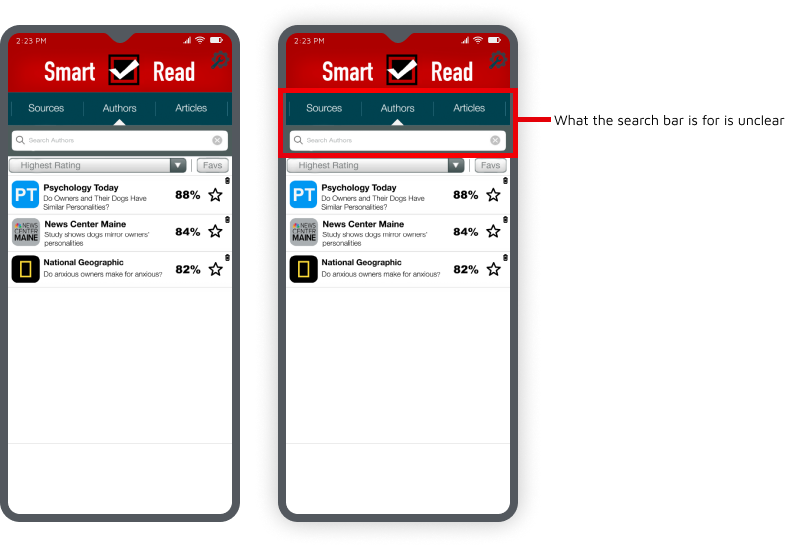 2:23 PM
Smart Read
Sources Authors Articles
Search Authors
Highest Rating Favs
PT
Psychology Today
Do Owners and Their Dogs Have
Similar Personalities?
88%
NEWS
CENTER
MAINE
News Center Maine
Study shows dogs mirror owners'
personalities
84%
National Geographic
Do anxious owners make for anxious?
82%
2:23 PM
Smart Read
Sources Authors Articles
Search Authors
Highest Rating Favs
PT
Psychology Today
Do Owners and Their Dogs Have
Similar Personalities?
88%
NEWS
CENTER
MAINE
News Center Maine
Study shows dogs mirror owners'
personalities
84%
National Geographic
Do anxious owners make for anxious?
82%
What the search bar is for is unclear